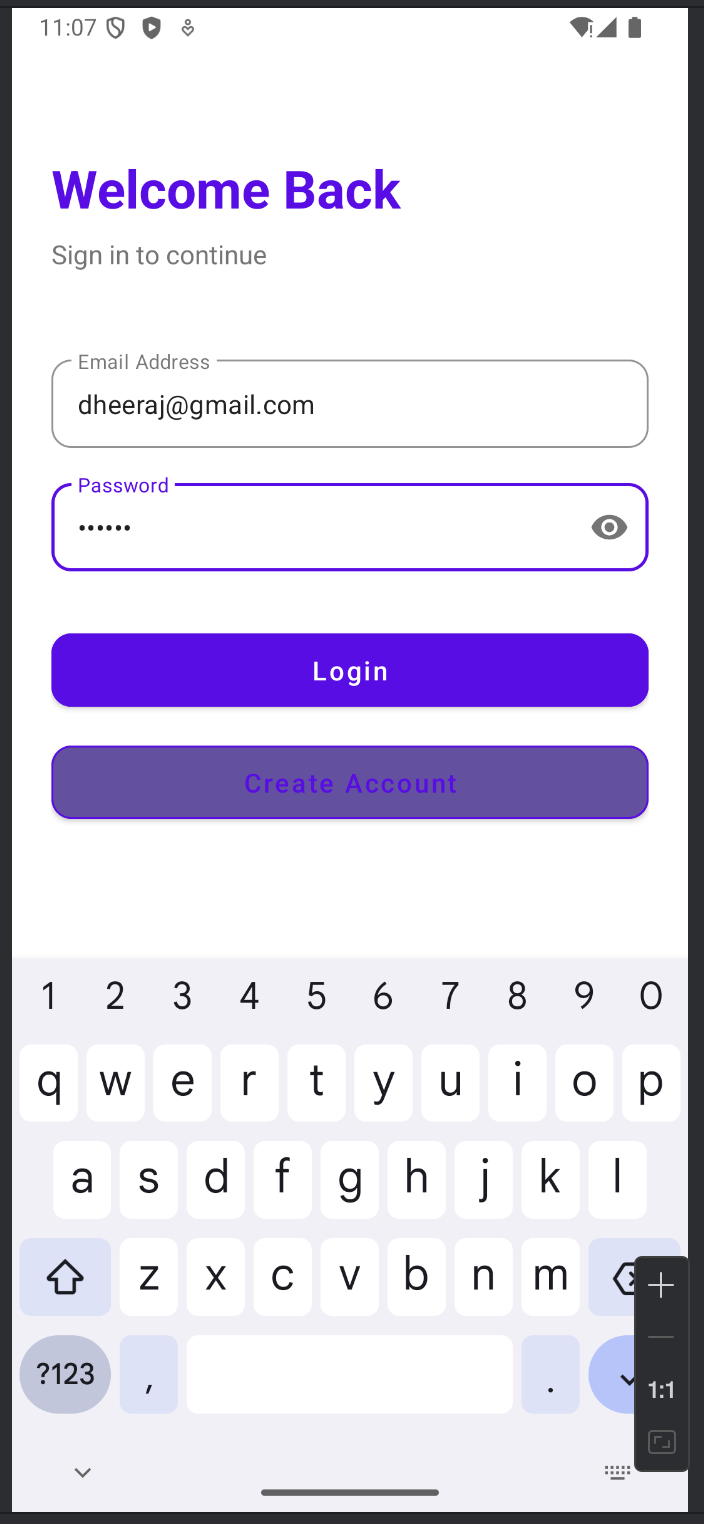 11:07
Welcome Back
Sign in to continue
Email Address
dheeraj@gmail.com
Password
••••••
Login
Create Account
1 2 3 4 5 6 7 8 9 0
q w e r t y u i o p
a s d f g h j k l
z x c v b n m
?123 , .
1:1